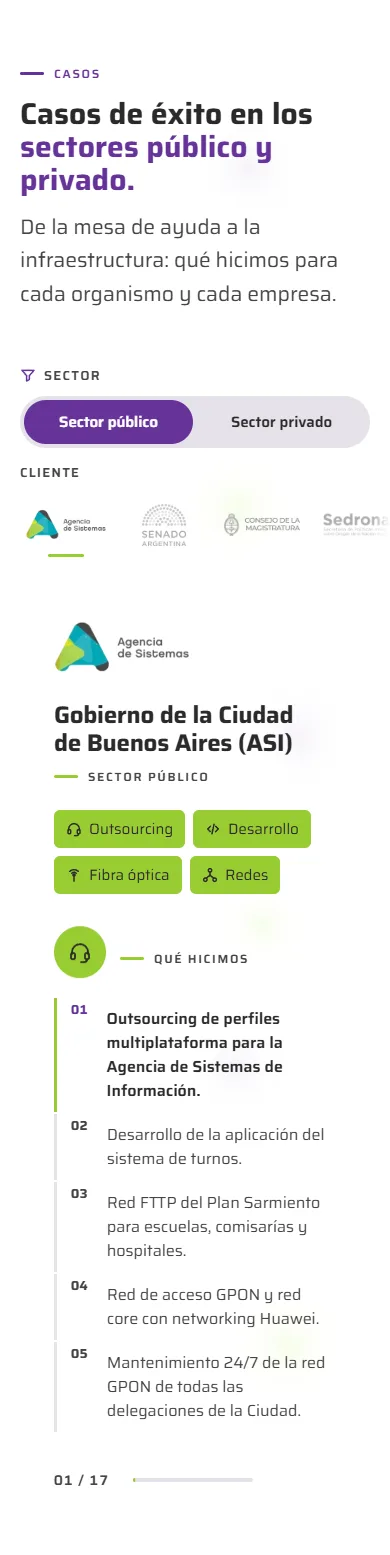 CASOS
Casos de éxito en los
sectores público y
privado.
De la mesa de ayuda a la
infraestructura: qué hicimos para
cada organismo y cada empresa.
SECTOR
Sector público
Sector privado
CLIENTE
Agencia
de Sistemas
SENADO
ARGENTINA
CONSEJO DE LA
MAGISTRATURA
Sedrona
Agencia
de Sistemas
Gobierno de la Ciudad
de Buenos Aires (ASI)
SECTOR PÚBLICO
Outsourcing
Desarrollo
Fibra óptica
Redes
QUÉ HICIMOS
01
Outsourcing de perfiles
multiplataforma para la
Agencia de Sistemas de
Información.
02
Desarrollo de la aplicación del
sistema de turnos.
03
Red FTTP del Plan Sarmiento
para escuelas, comisarías y
hospitales.
04
Red de acceso GPON y red
core con networking Huawei.
05
Mantenimiento 24/7 de la red
GPON de todas las
delegaciones de la Ciudad.
01 / 17